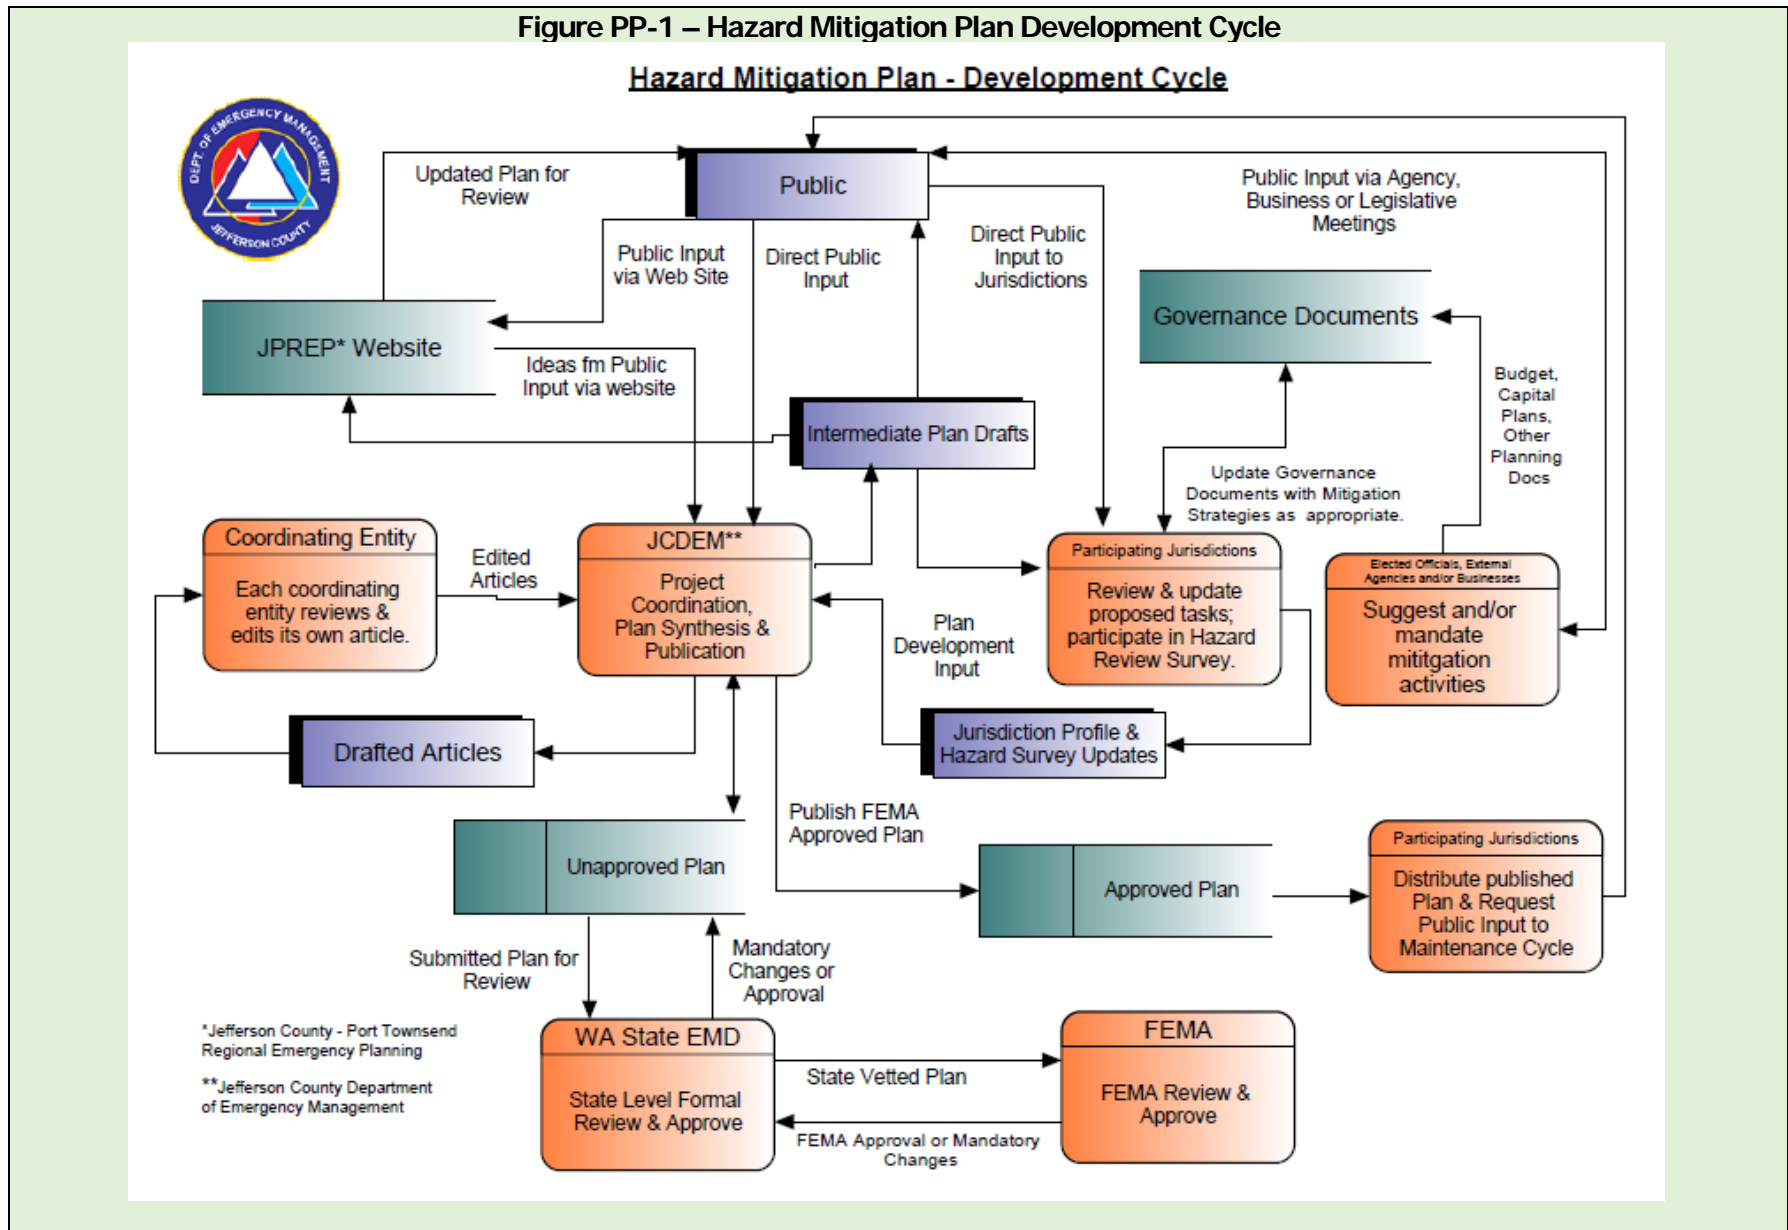 Figure PP-1 – Hazard Mitigation Plan Development Cycle
Hazard Mitigation Plan - Development Cycle
DEPT. OF EMERGENCY MANAGEMENT
JEFFERSON COUNTY
Updated Plan for
Review
Public
Public Input via Agency,
Business or Legislative
Meetings
Public Input
via Web Site
Direct Public
Input
Direct Public
Input to
Jurisdictions
JPREP* Website
Governance Documents
Ideas fm Public
Input via website
Budget,
Capital
Plans,
Other
Planning
Docs
Intermediate Plan Drafts
Update Governance
Documents with Mitigation
Strategies as appropriate.
Coordinating Entity
Each coordinating
entity reviews &
edits its own article.
Edited
Articles
JCDEM**
Project
Coordination,
Plan Synthesis &
Publication
Plan
Development
Input
Participating Jurisdictions
Review & update
proposed tasks;
participate in Hazard
Review Survey.
Elected Officials, External
Agencies and/or Businesses
Suggest and/or
mandate
mititgation
activities
Drafted Articles
Jurisdiction Profile &
Hazard Survey Updates
Publish FEMA
Approved Plan
Unapproved Plan
Approved Plan
Participating Jurisdictions
Distribute published
Plan & Request
Public Input to
Maintenance Cycle
Submitted Plan for
Review
Mandatory
Changes or
Approval
*Jefferson County - Port Townsend
Regional Emergency Planning
**Jefferson County Department
of Emergency Management
WA State EMD
State Level Formal
Review & Approve
State Vetted Plan
FEMA Approval or Mandatory
Changes
FEMA
FEMA Review &
Approve